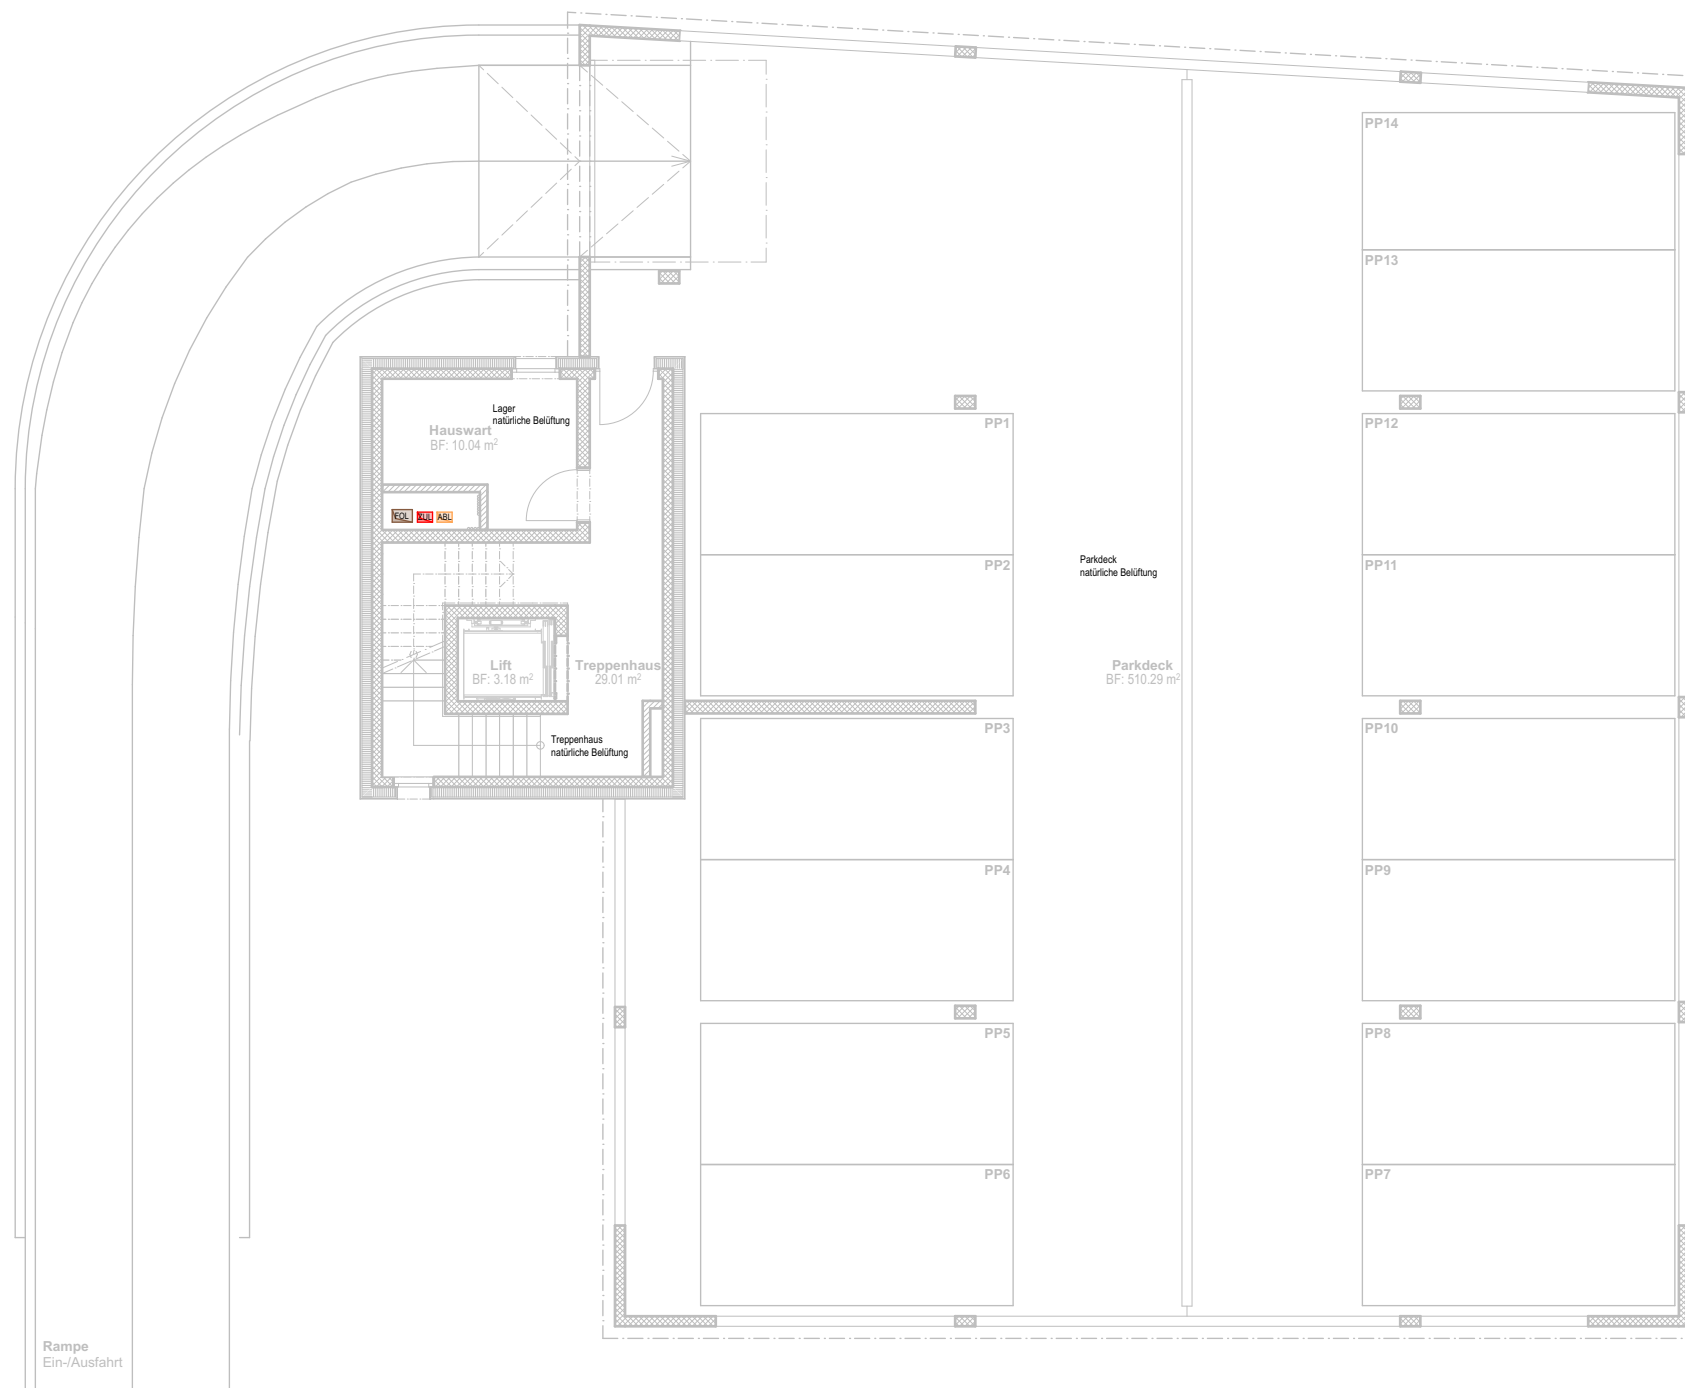 PP14
PP13
Lager
natürliche Belüftung
Hauswart
BF: 10.04 m²
PP1
PP12
FOL ZUL ABL
PP2
Parkdeck
natürliche Belüftung
PP11
Lift
BF: 3.18 m²
Treppenhaus
29.01 m²
Parkdeck
BF: 510.29 m²
PP3
PP10
Treppenhaus
natürliche Belüftung
PP4
PP9
PP5
PP8
PP6
PP7
Rampe
Ein-/Ausfahrt